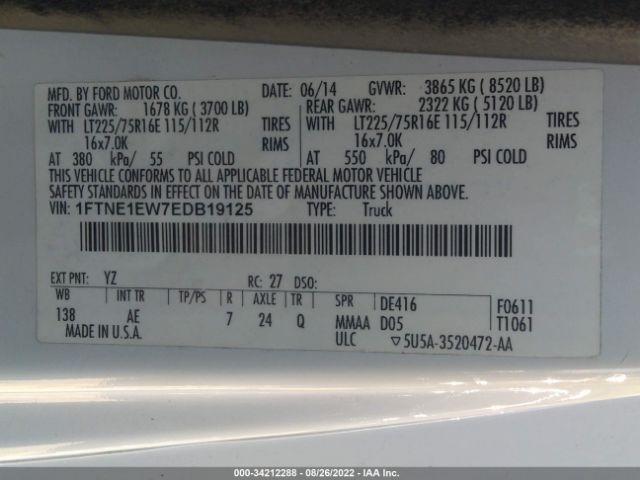 MFD. BY FORD MOTOR CO. DATE: 06/14 GVWR: 3865 KG ( 8520 LB)
FRONT GAWR: 1678 KG ( 3700 LB) REAR GAWR: 2322 KG ( 5120 LB)
WITH LT225/75R16E 115/112R TIRES WITH LT225/75R16E 115/112R TIRES
16x7.0K RIMS 16x7.0K RIMS
AT 380 kPa/ 55 PSI COLD AT 550 kPa/ 80 PSI COLD
THIS VEHICLE CONFORMS TO ALL APPLICABLE FEDERAL MOTOR VEHICLE
SAFETY STANDARDS IN EFFECT ON THE DATE OF MANUFACTURE SHOWN ABOVE.
VIN: 1FTNE1EW7EDB19125 TYPE: Truck
EXT PNT: YZ RC: 27 DSO:
WB INT TR TP/PS R AXLE TR SPR DE416 F0611
138 AE 7 24 Q MMAA D05 T1061
MADE IN U.S.A. ULC ▽5U5A-3520472-AA
000-34212288 - 08/26/2022 - IAA Inc.